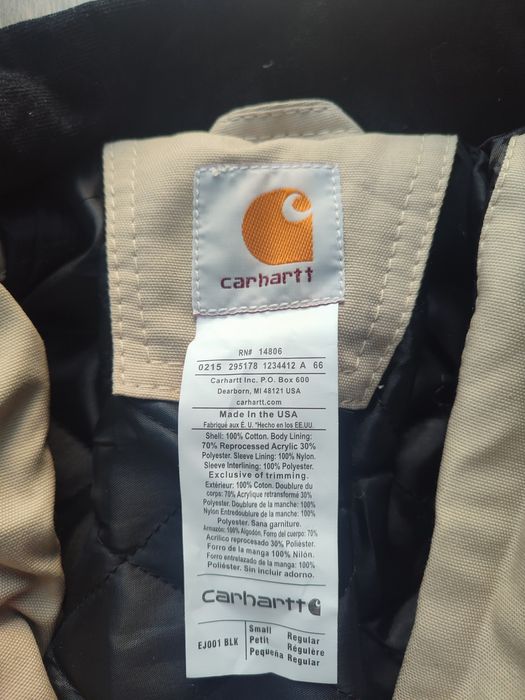 carhartt
RN# 14806
0215 295178 1234412 A 66
Carhartt Inc. P.O. Box 600
Dearborn, MI 48121 USA
carhartt.com
Made in the USA
Fabriqué aux É. U. *Hecho en los EE.UU.
Shell: 100% Cotton. Body Lining:
70% Reprocessed Acrylic 30%
Polyester. Sleeve Lining: 100% Nylon.
Sleeve Interlining: 100% Polyester.
Exclusive of trimming.
Extérieur: 100% Coton. Doublure du
corps: 70% Acrylique retransformé 30%
Polyester. Doublure de la manche: 100%
Nylon Entredoublure de la manche: 100%
Polyester. Sana garniture.
Armazón: 100% Algodón. Forro del cuerpo: 70%
Acrílico reprocesado 30% Poliéster.
Forro de la manga 100% Nilón.
Forro entrelazado de la manga: 100%
Poliéster. Sin incluir adorno.
carhartt
EJ001 BLK
Small Regular
Petit Régulère
Pequeña Regular